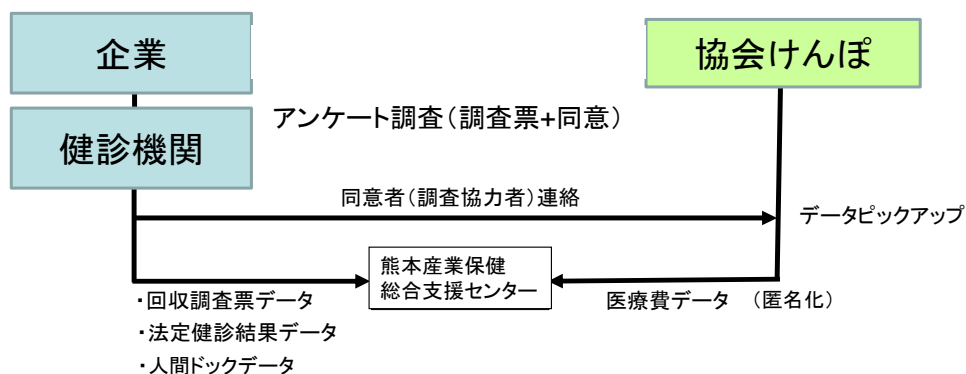 企業
協会けんぽ
アンケート調査(調査票+同意)
健診機関
同意者(調査協力者)連絡
データピックアップ
熊本産業保健
総合支援センター
医療費データ (匿名化)
・回収調査票データ
・法定健診結果データ
・人間ドックデータ